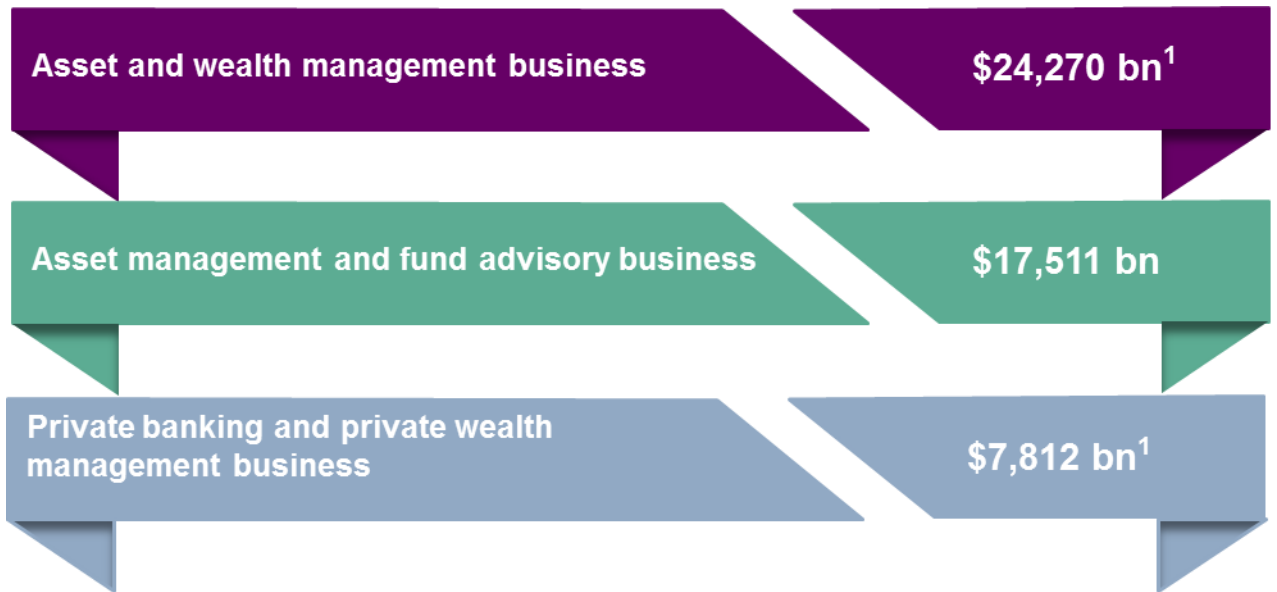 Asset and wealth management business
$24,270 bn¹
Asset management and fund advisory business
$17,511 bn
Private banking and private wealth
management business
$7,812 bn¹